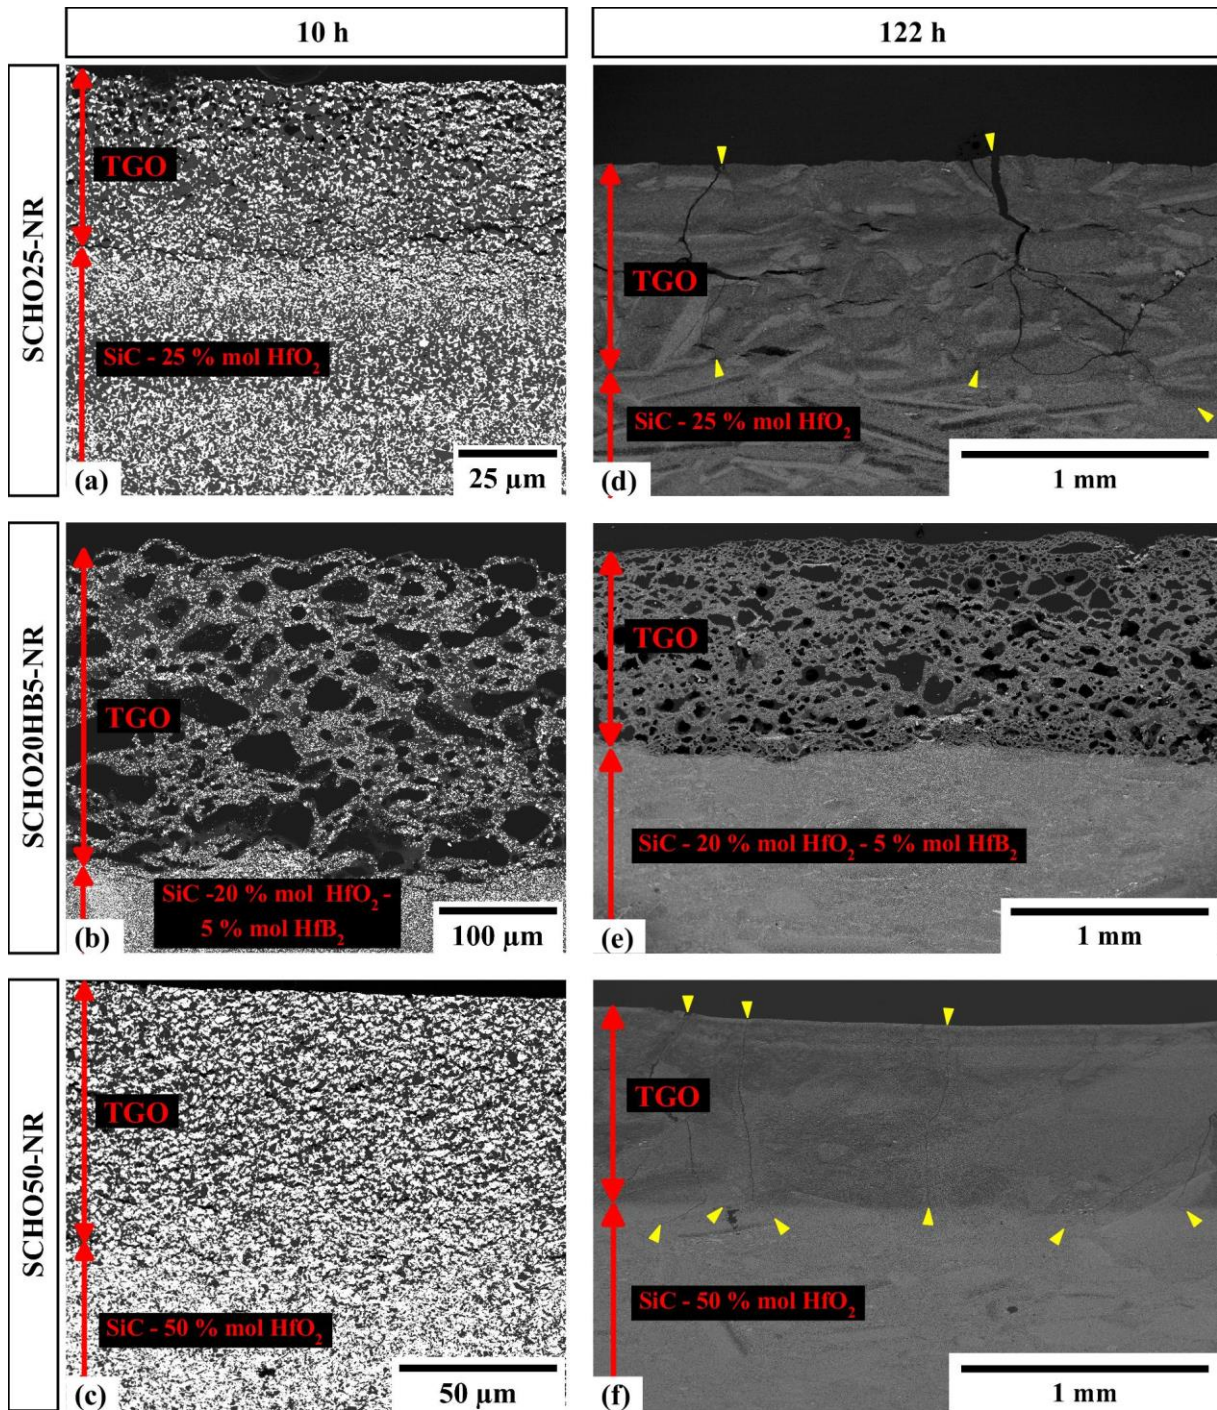 10 h
122 h
SCHO25-NR
TGO
SiC - 25 % mol HfO₂
(a)
25 µm
TGO
SiC - 25 % mol HfO₂
(d)
1 mm
SCHO20HB5-NR
TGO
SiC -20 % mol HfO₂ -
5 % mol HfB₂
(b)
100 µm
TGO
SiC - 20 % mol HfO₂ - 5 % mol HfB₂
(e)
1 mm
SCHO50-NR
TGO
SiC - 50 % mol HfO₂
(c)
50 µm
TGO
SiC - 50 % mol HfO₂
(f)
1 mm